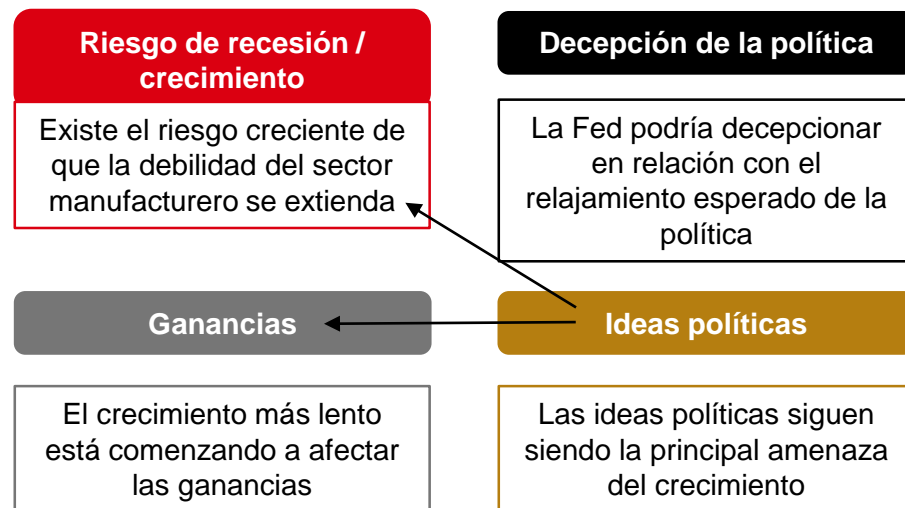 Riesgo de recesión /
crecimiento
Existe el riesgo creciente de
que la debilidad del sector
manufacturero se extienda
Decepción de la política
La Fed podría decepcionar
en relación con el
relajamiento esperado de la
política
Ganancias
El crecimiento más lento
está comenzando a afectar
las ganancias
Ideas políticas
Las ideas políticas siguen
siendo la principal amenaza
del crecimiento